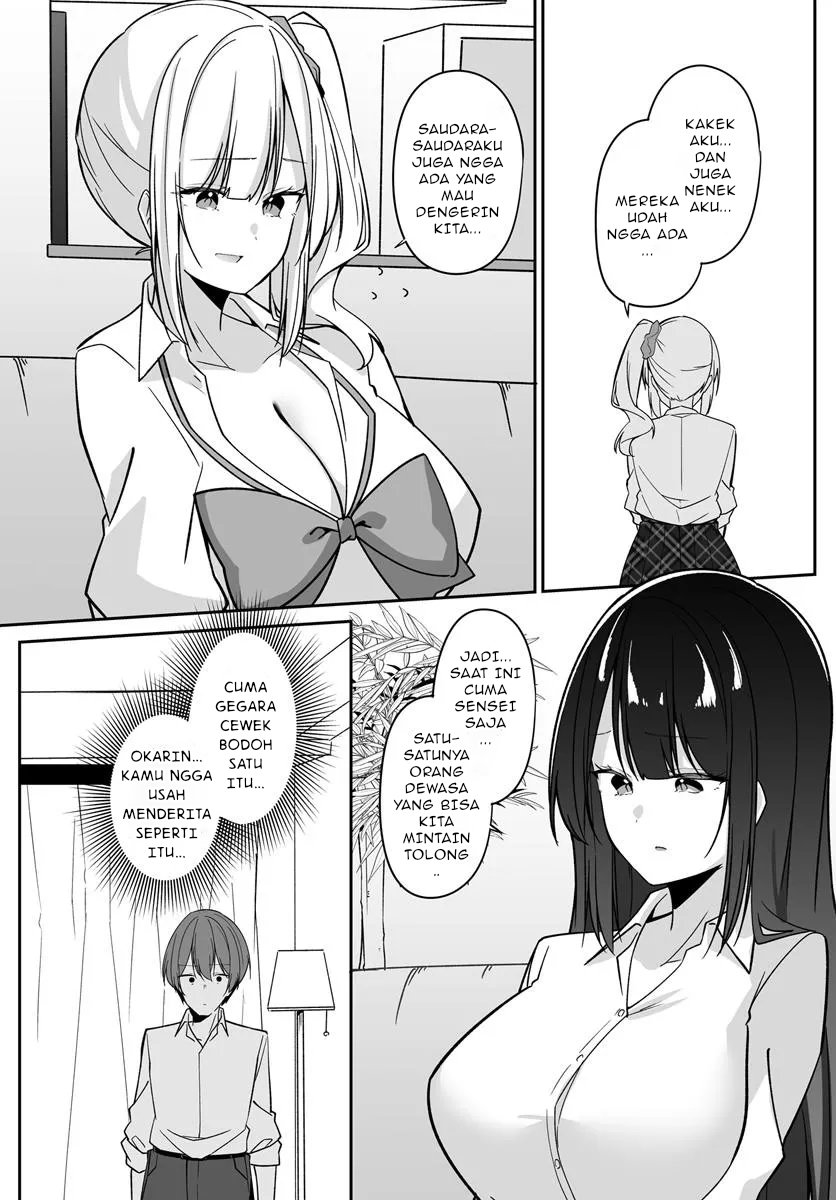 KAKEK
AKU...
DAN
JUGA
NENEK
AKU...
MEREKA
UDAH
NGGA ADA
...
SAUDARA-
SAUDARAKU
JUGA NGGA
ADA YANG
MAU
DENGERIN
KITA...
JADI...
SAAT INI
CUMA
SENSEI
SAJA
...
SATU-
SATUNYA
ORANG
DEWASA
YANG BISA
KITA
MINTAIN
TOLONG
..
CUMA
GEGARA
CEWEK
BODOH
SATU
ITU...
OKARIN...
KAMU NGGA
USAH
MENDERITA
SEPERTI
ITU...